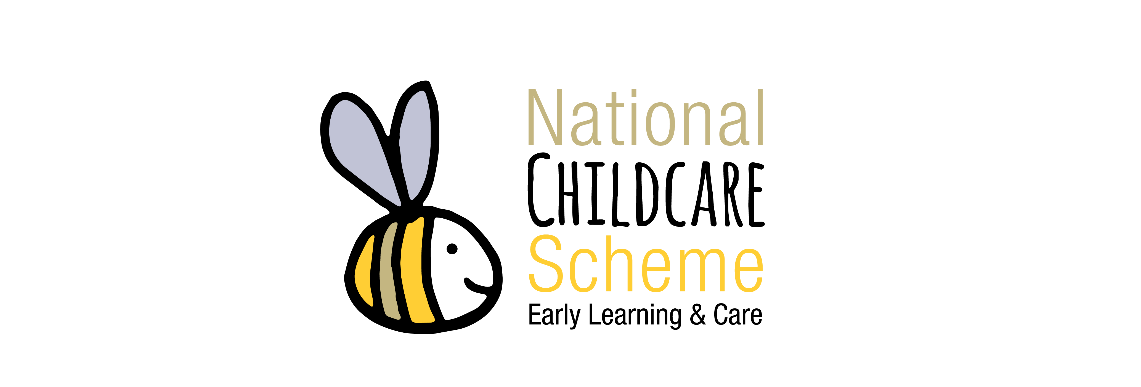 National
CHILDCARE
Scheme
Early Learning & Care